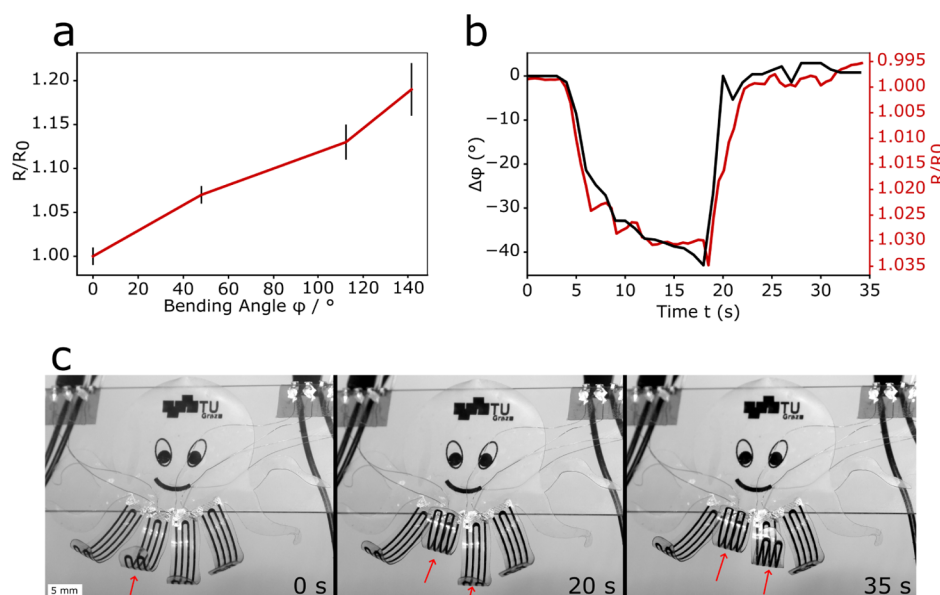 a
1.20
1.15
1.10
1.05
1.00
R/R0
0 20 40 60 80 100 120 140
Bending Angle φ / °
b
0
−10
−20
−30
−40
Δφ (°)
0 5 10 15 20 25 30 35
Time t (s)
0.995
1.000
1.005
1.010
1.015
1.020
1.025
1.030
1.035
R/R0
c
TU
Graz
TU
Graz
TU
Graz
5 mm
0 s
20 s
35 s